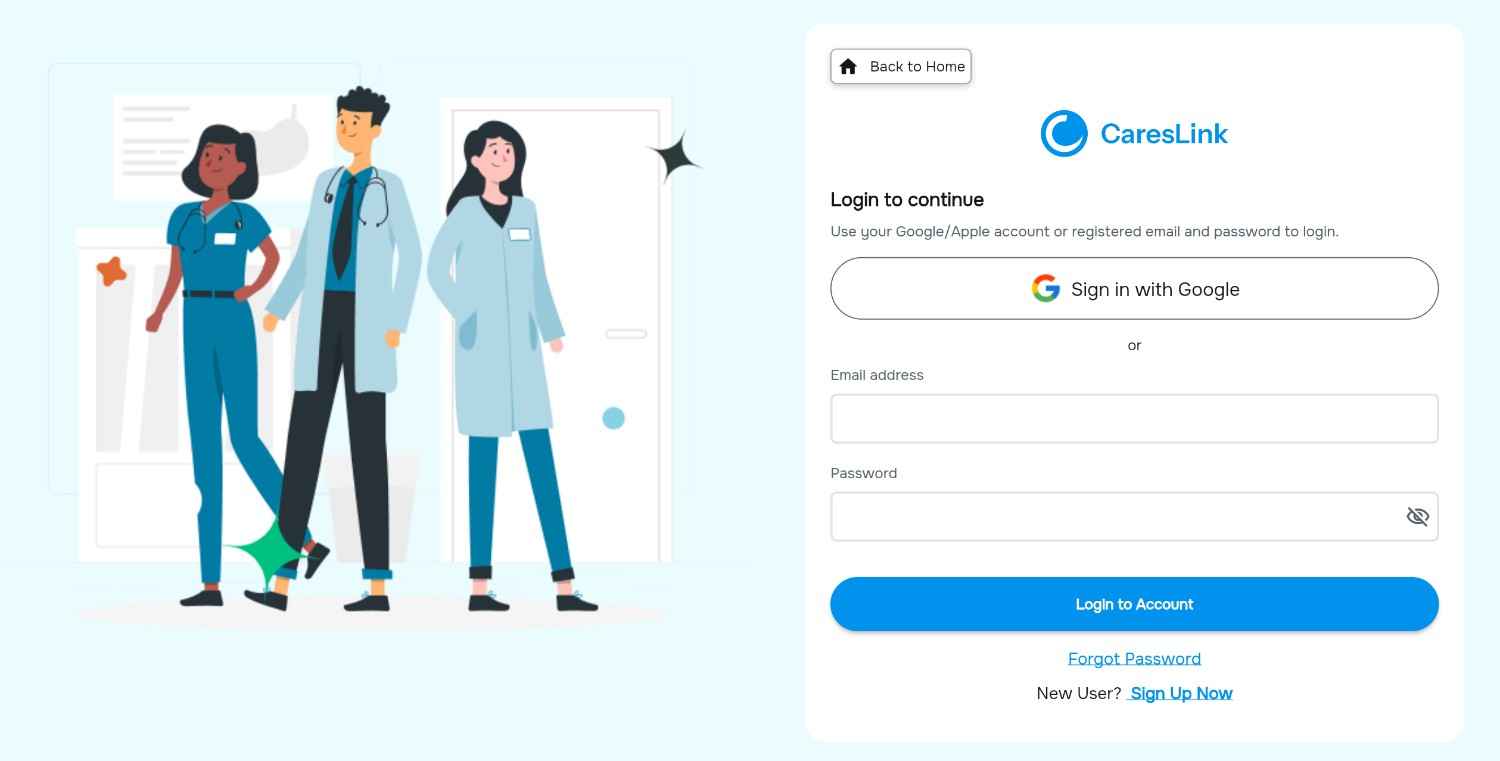 Back to Home
CaresLink
Login to continue
Use your Google/Apple account or registered email and password to login.
Sign in with Google
or
Email address
Password
Login to Account
Forgot Password
New User? Sign Up Now